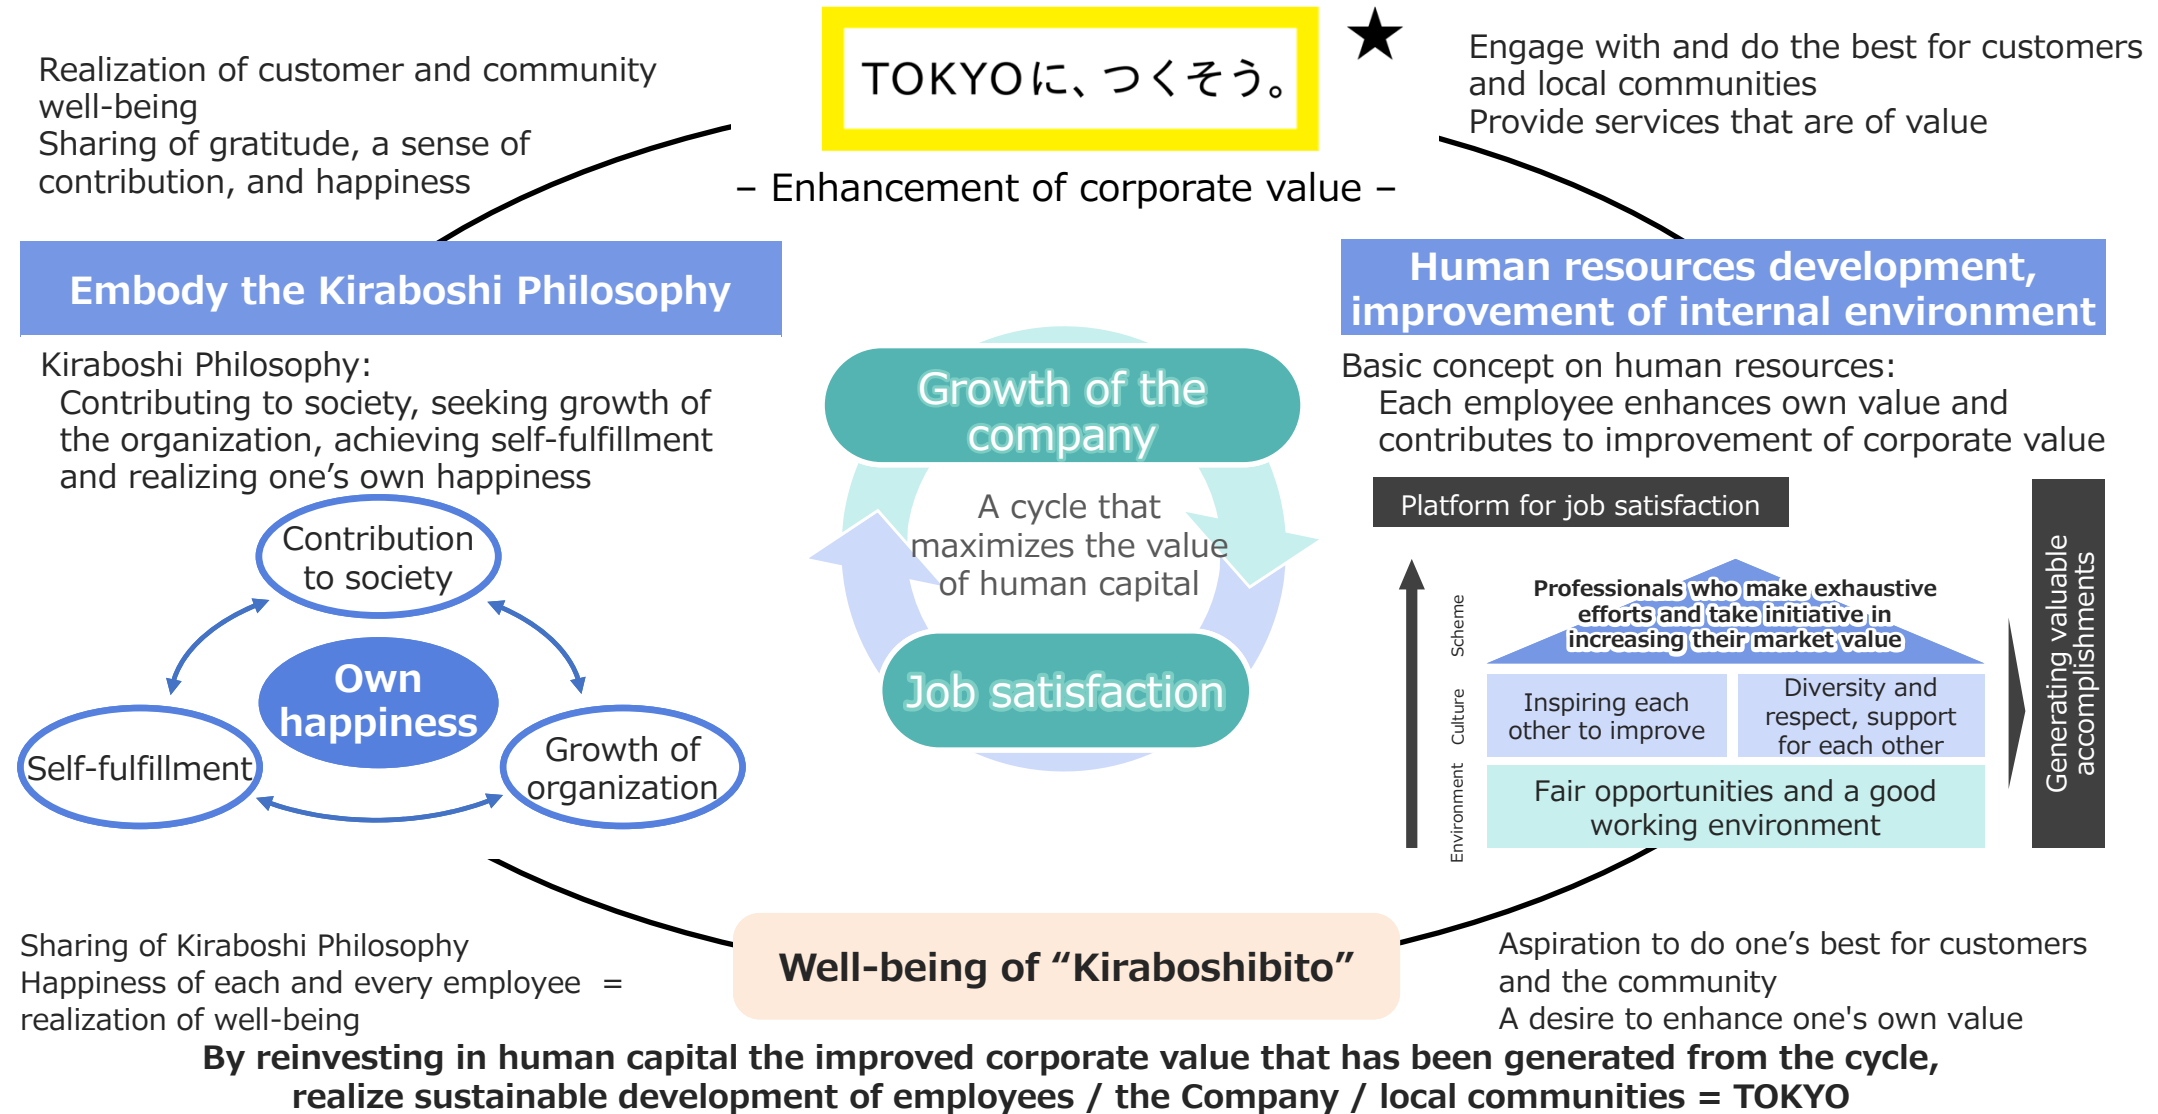 TOKYOに、つくそう。
– Enhancement of corporate value –
Realization of customer and community
well-being
Sharing of gratitude, a sense of
contribution, and happiness
Engage with and do the best for customers
and local communities
Provide services that are of value
Embody the Kiraboshi Philosophy
Kiraboshi Philosophy:
Contributing to society, seeking growth of
the organization, achieving self-fulfillment
and realizing one’s own happiness
Contribution
to society
Own
happiness
Self-fulfillment
Growth of
organization
Growth of the
company
A cycle that
maximizes the value
of human capital
Job satisfaction
Human resources development,
improvement of internal environment
Basic concept on human resources:
Each employee enhances own value and
contributes to improvement of corporate value
Platform for job satisfaction
Scheme
Professionals who make exhaustive
efforts and take initiative in
increasing their market value
Culture
Inspiring each
other to improve
Diversity and
respect, support
for each other
Environment
Fair opportunities and a good
working environment
Generating valuable
accomplishments
Sharing of Kiraboshi Philosophy
Happiness of each and every employee =
realization of well-being
Well-being of “Kiraboshibito”
Aspiration to do one’s best for customers
and the community
A desire to enhance one's own value
By reinvesting in human capital the improved corporate value that has been generated from the cycle,
realize sustainable development of employees / the Company / local communities = TOKYO